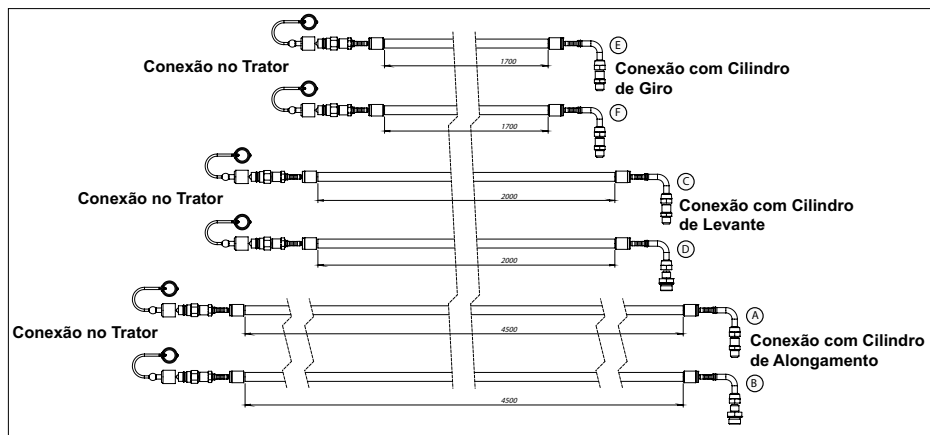 E
Conexão no Trator
1700
Conexão com Cilindro
de Giro
F
1700
C
Conexão no Trator
2000
Conexão com Cilindro
de Levante
D
2000
A
Conexão no Trator
4500
Conexão com Cilindro
de Alongamento
B
4500